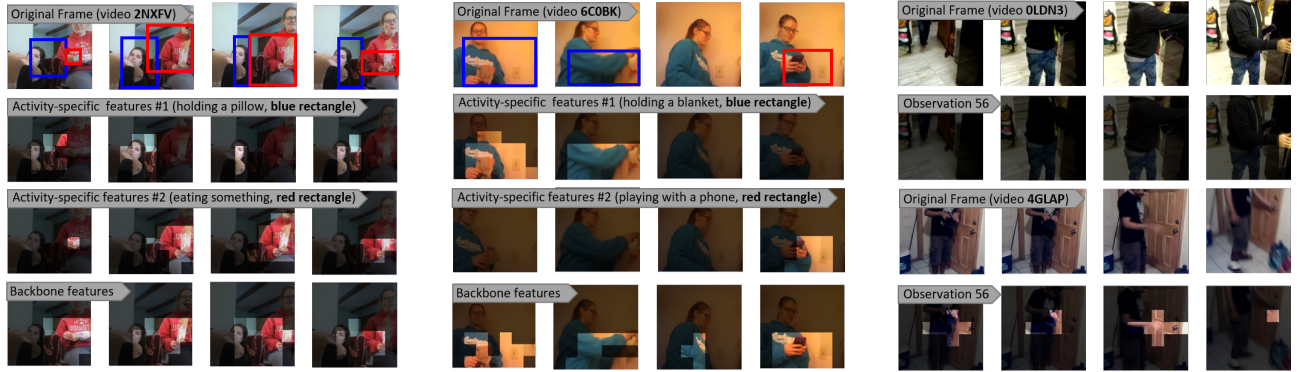 Original Frame (video 2NXFV)
Activity-specific features #1 (holding a pillow, blue rectangle)
Activity-specific features #2 (eating something, red rectangle)
Backbone features
Original Frame (video 6C0BK)
Activity-specific features #1 (holding a blanket, blue rectangle)
Activity-specific features #2 (playing with a phone, red rectangle)
Backbone features
Original Frame (video 0LDN3)
Observation 56
Original Frame (video 4GLAP)
Observation 56